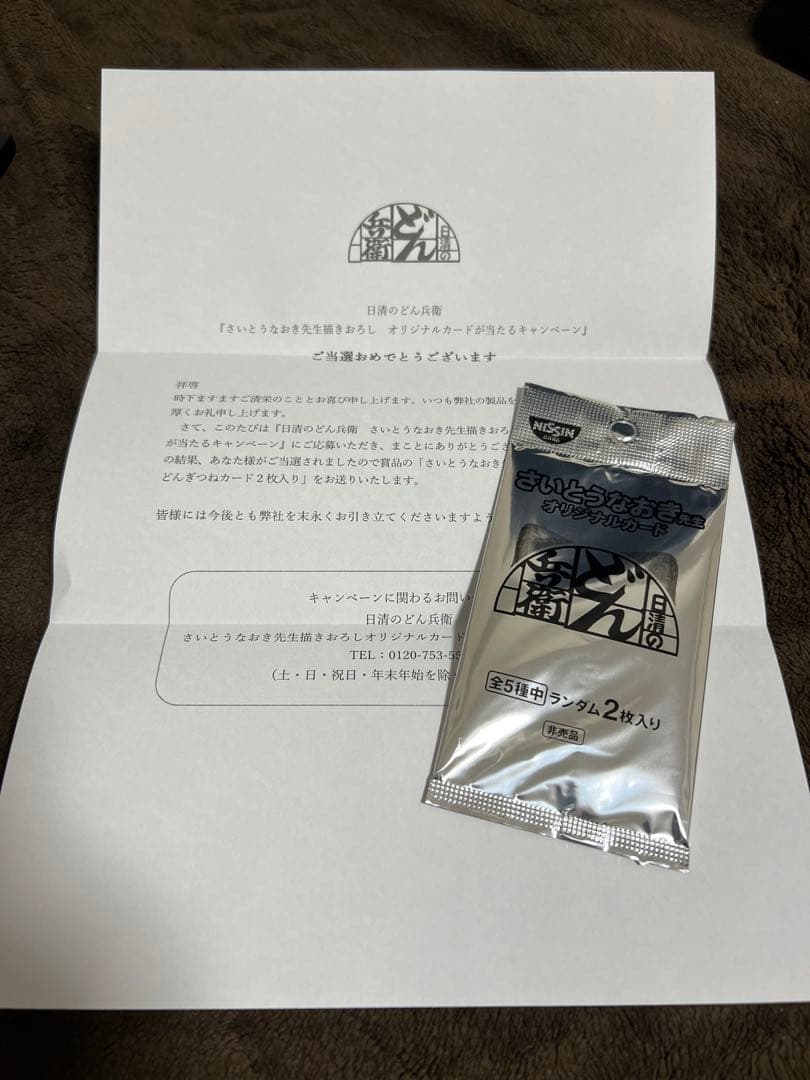 日清の
どん
兵衛
日清のどん兵衛
『さいとうなおき先生描きおろし　オリジナルカードが当たるキャンペーン』
ご当選おめでとうございます
拝啓
時下ますますご清栄のこととお喜び申し上げます。いつも弊社の製品を
厚くお礼申し上げます。
さて、このたびは『日清のどん兵衛　さいとうなおき先生描きおろ
が当たるキャンペーン』にご応募いただき、まことにありがとうござ
の結果、あなた様がご当選されましたので賞品の「さいとうなおき
どんぎつねカード２枚入り」をお送りいたします。
皆様には今後とも弊社を末永くお引き立てくださいますよう
キャンペーンに関わるお問い
日清のどん兵衛
さいとうなおき先生描きおろしオリジナルカード
TEL：0120-753-55
（土・日・祝日・年末年始を除
NISSIN
さいとうなおき先生
オリジナルカード
日清の
どん
兵衛
全5種中 ランダム2枚入り
非売品